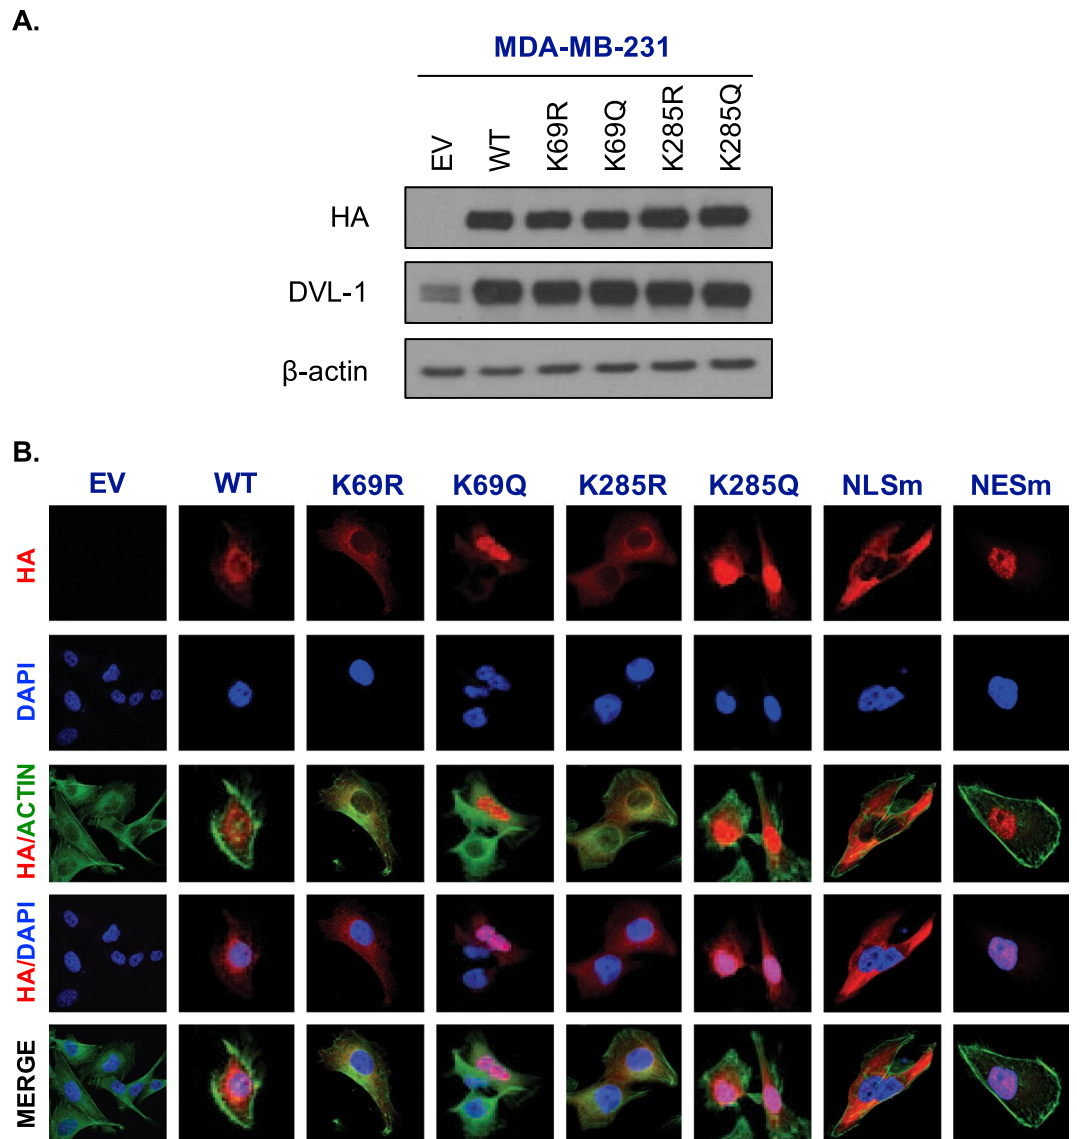 A.
MDA-MB-231
EV WT K69R K69Q K285R K285Q
HA
DVL-1
β-actin
B.
EV WT K69R K69Q K285R K285Q NLSm NESm
HA
DAPI
HA/ACTIN
HA/DAPI
MERGE